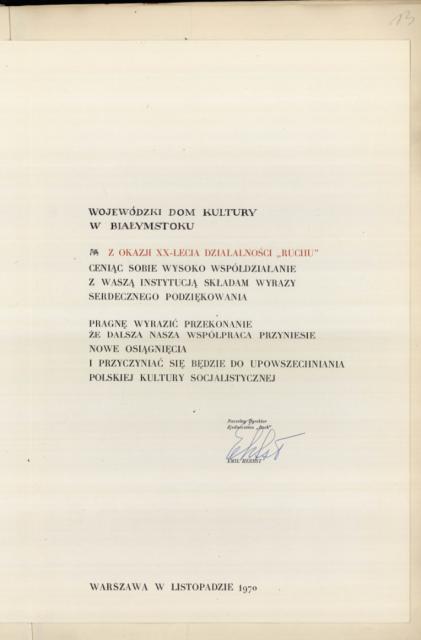 13
WOJEWÓDZKI DOM KULTURY
W BIAŁYMSTOKU
Z OKAZJI XX-LECIA DZIAŁALNOŚCI „RUCHU"
CENIĄC SOBIE WYSOKO WSPÓŁDZIAŁANIE
Z WASZĄ INSTYTUCJĄ SKŁADAM WYRAZY
SERDECZNEGO PODZIĘKOWANIA
PRAGNĘ WYRAZIĆ PRZEKONANIE
ŻE DALSZA NASZA WSPÓŁPRACA PRZYNIESIE
NOWE OSIĄGNIĘCIA
I PRZYCZYNIAĆ SIĘ BĘDZIE DO UPOWSZECHNIANIA
POLSKIEJ KULTURY SOCJALISTYCZNEJ
Naczelny Dyrektor
Zjednoczenia „Ruch"
EMIL HERBST
WARSZAWA W LISTOPADZIE 1970